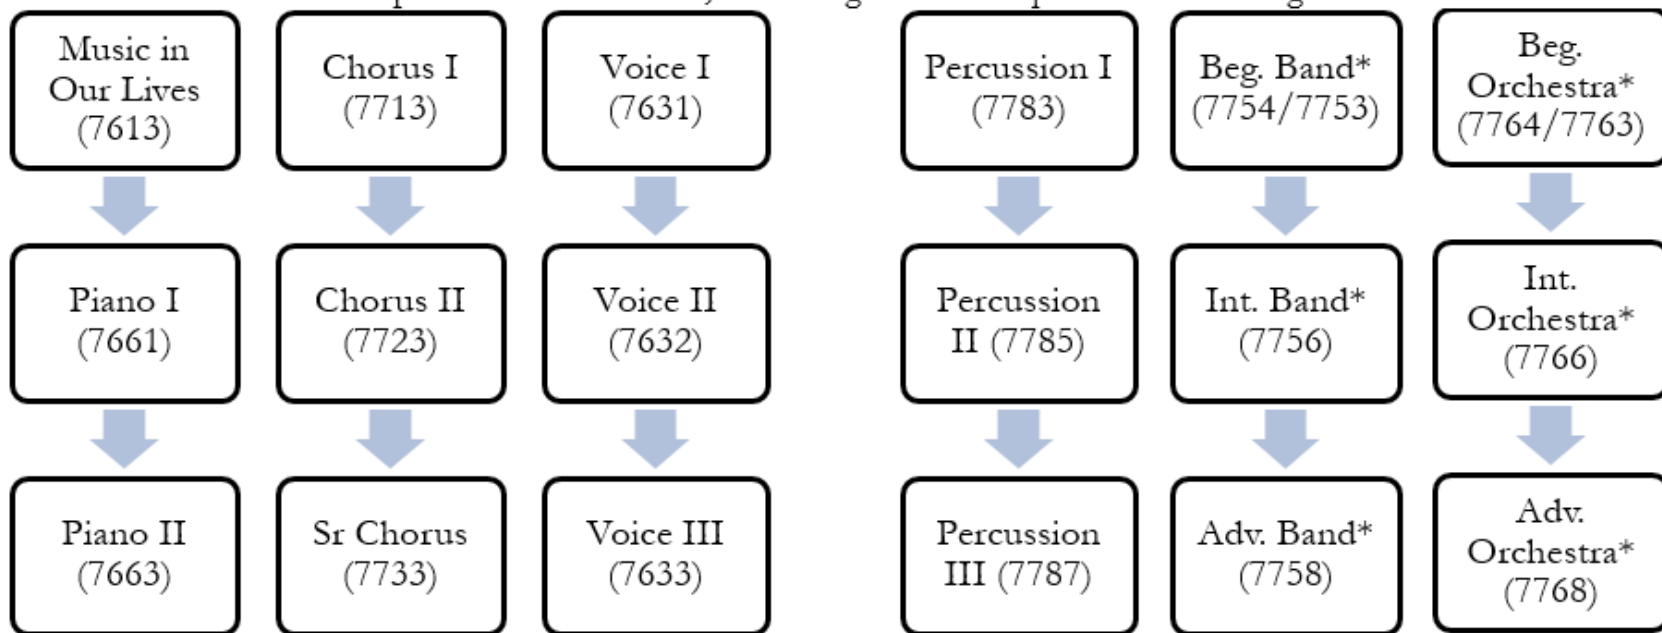 Music in
Our Lives
(7613)
Chorus I
(7713)
Voice I
(7631)
Percussion I
(7783)
Beg. Band*
(7754/7753)
Beg.
Orchestra*
(7764/7763)
Piano I
(7661)
Chorus II
(7723)
Voice II
(7632)
Percussion
II (7785)
Int. Band*
(7756)
Int.
Orchestra*
(7766)
Piano II
(7663)
Sr Chorus
(7733)
Voice III
(7633)
Percussion
III (7787)
Adv. Band*
(7758)
Adv.
Orchestra*
(7768)